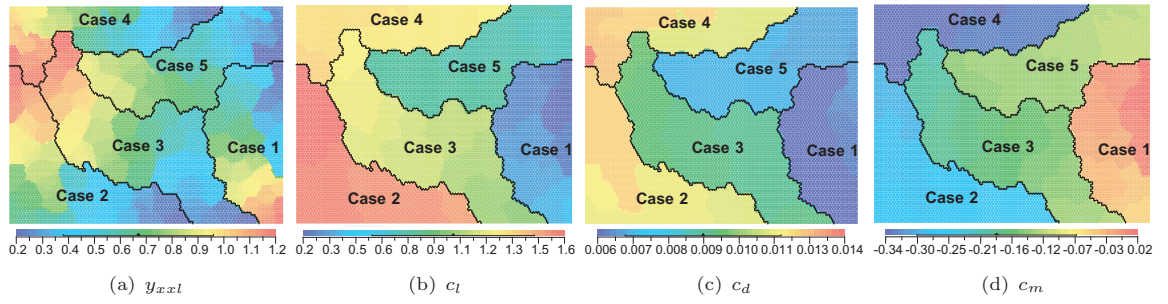 Case 4
Case 5
Case 3
Case 1
Case 2
0.2 0.3 0.4 0.5 0.6 0.7 0.8 0.9 1.0 1.1 1.2
(a) y_{xxl}
Case 4
Case 5
Case 3
Case 1
Case 2
0.2 0.3 0.5 0.6 0.8 0.9 1.0 1.2 1.3 1.5 1.6
(b) c_l
Case 4
Case 5
Case 3
Case 1
Case 2
0.006 0.007 0.009 0.010 0.011 0.013 0.014
(c) c_d
Case 4
Case 5
Case 3
Case 1
Case 2
-0.34 -0.30 -0.25 -0.21 -0.16 -0.12 -0.07 -0.03 0.02
(d) c_m